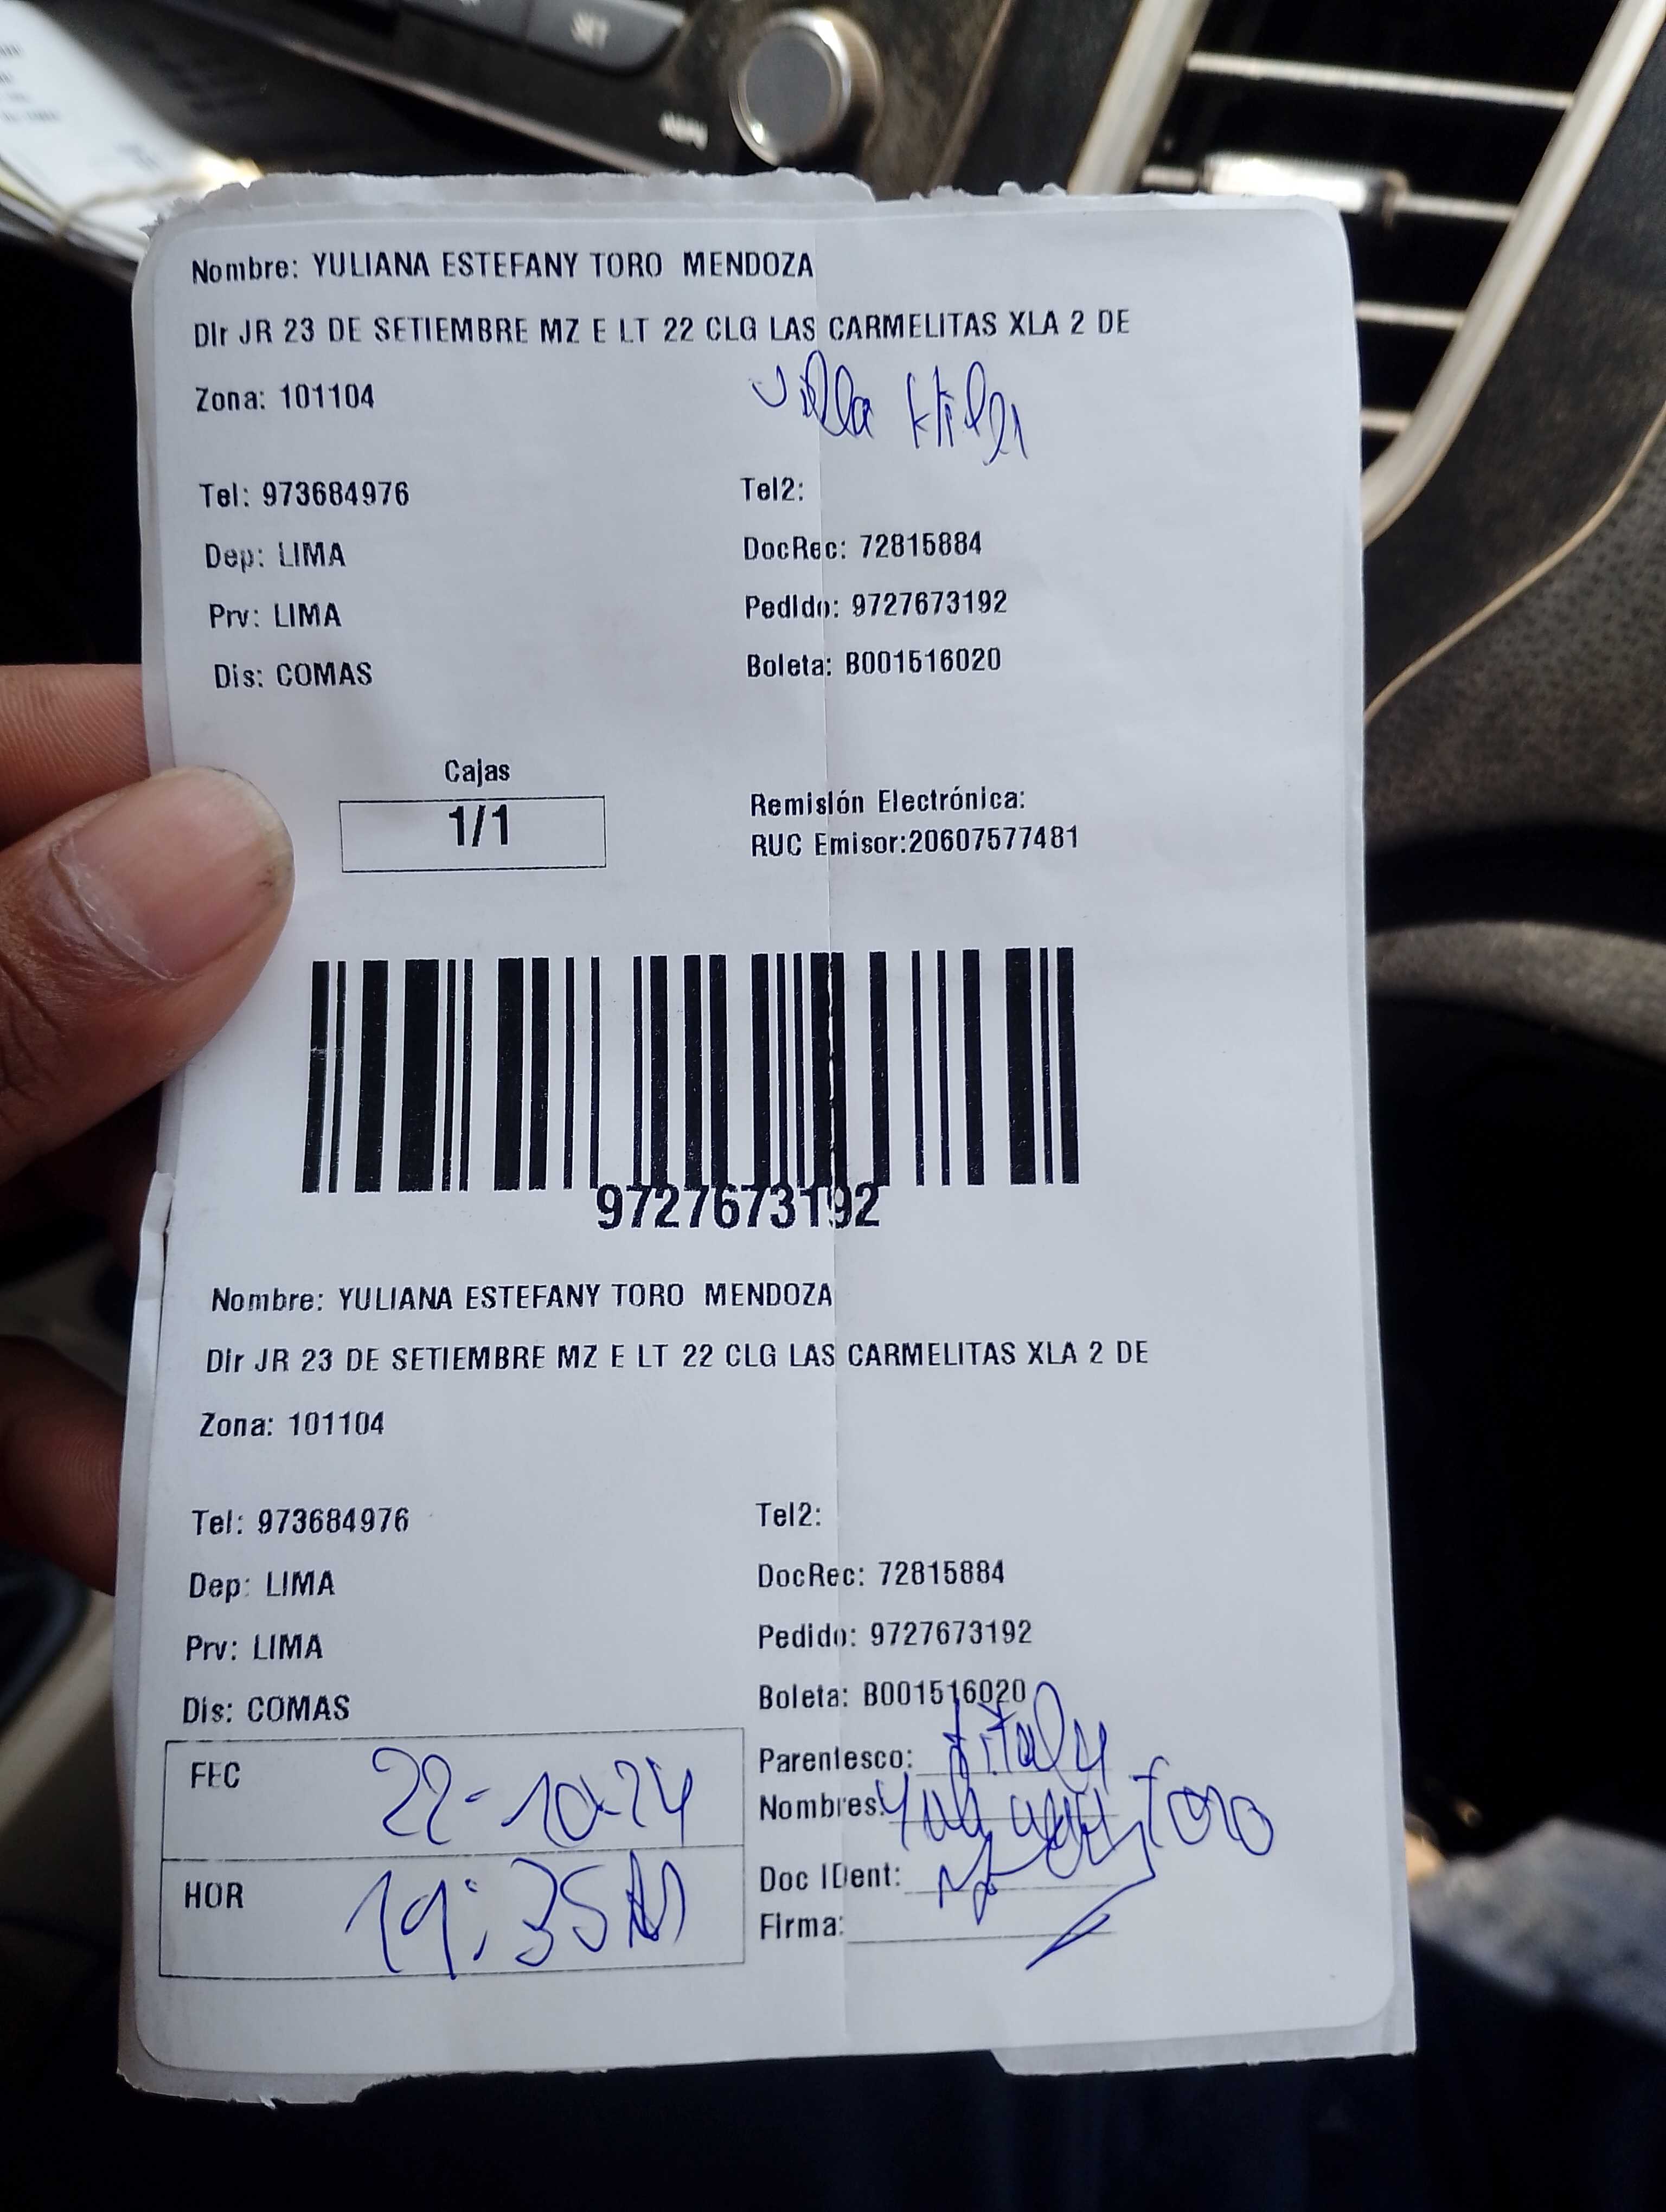 SET
Nombre: YULIANA ESTEFANY TORO MENDOZA
Dir JR 23 DE SETIEMBRE MZ E LT 22 CLG LAS CARMELITAS XLA 2 DE
Zona: 101104
Villa
Tel: 973684976
Tel2:
Dep: LIMA
DocRec: 72815884
Prv: LIMA
Pedido: 9727673192
Dis: COMAS
Boleta: B001516020
Cajas
1/1
Remisión Electrónica:
RUC Emisor:20607577481
9727673192
Nombre: YULIANA ESTEFANY TORO MENDOZA
Dir JR 23 DE SETIEMBRE MZ E LT 22 CLG LAS CARMELITAS XLA 2 DE
Zona: 101104
Tel: 973684976
Tel2:
Dep: LIMA
DocRec: 72815884
Prv: LIMA
Pedido: 9727673192
Dis: COMAS
Boleta: B001516020
FEC 22-10-24
Parentesco:
Nombres: Toro
HOR
Doc IDent:
Firma: